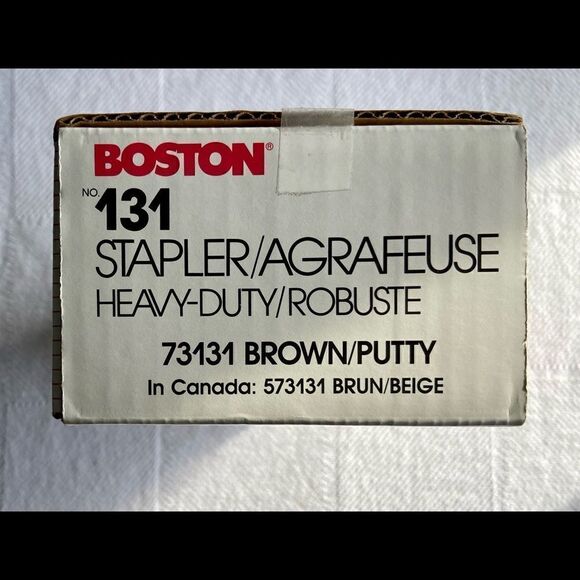 BOSTON®
NO. 131
STAPLER/AGRAFEUSE
HEAVY-DUTY/ROBUSTE
73131 BROWN/PUTTY
In Canada: 573131 BRUN/BEIGE